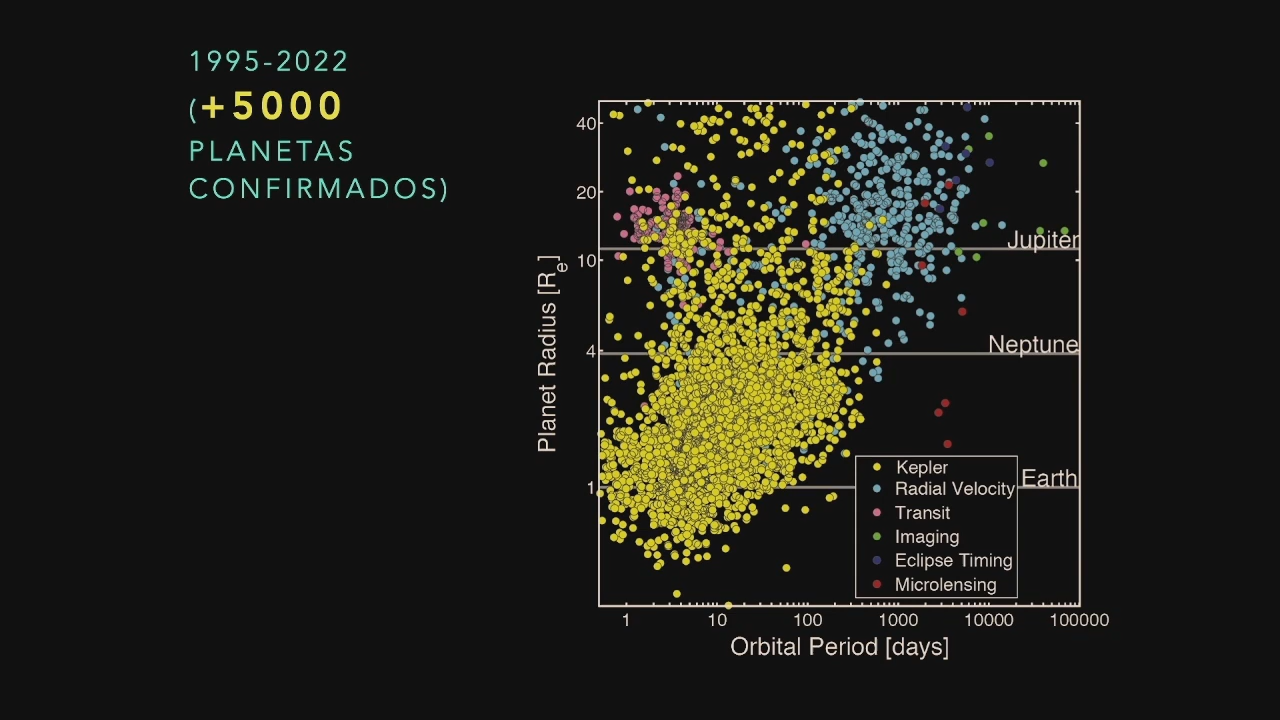 1995-2022
(+5000
PLANETAS
CONFIRMADOS)
40
20
10
4
1
Planet Radius [Re]
Jupiter
Neptune
Earth
Kepler
Radial Velocity
Transit
Imaging
Eclipse Timing
Microlensing
1 10 100 1000 10000 100000
Orbital Period [days]